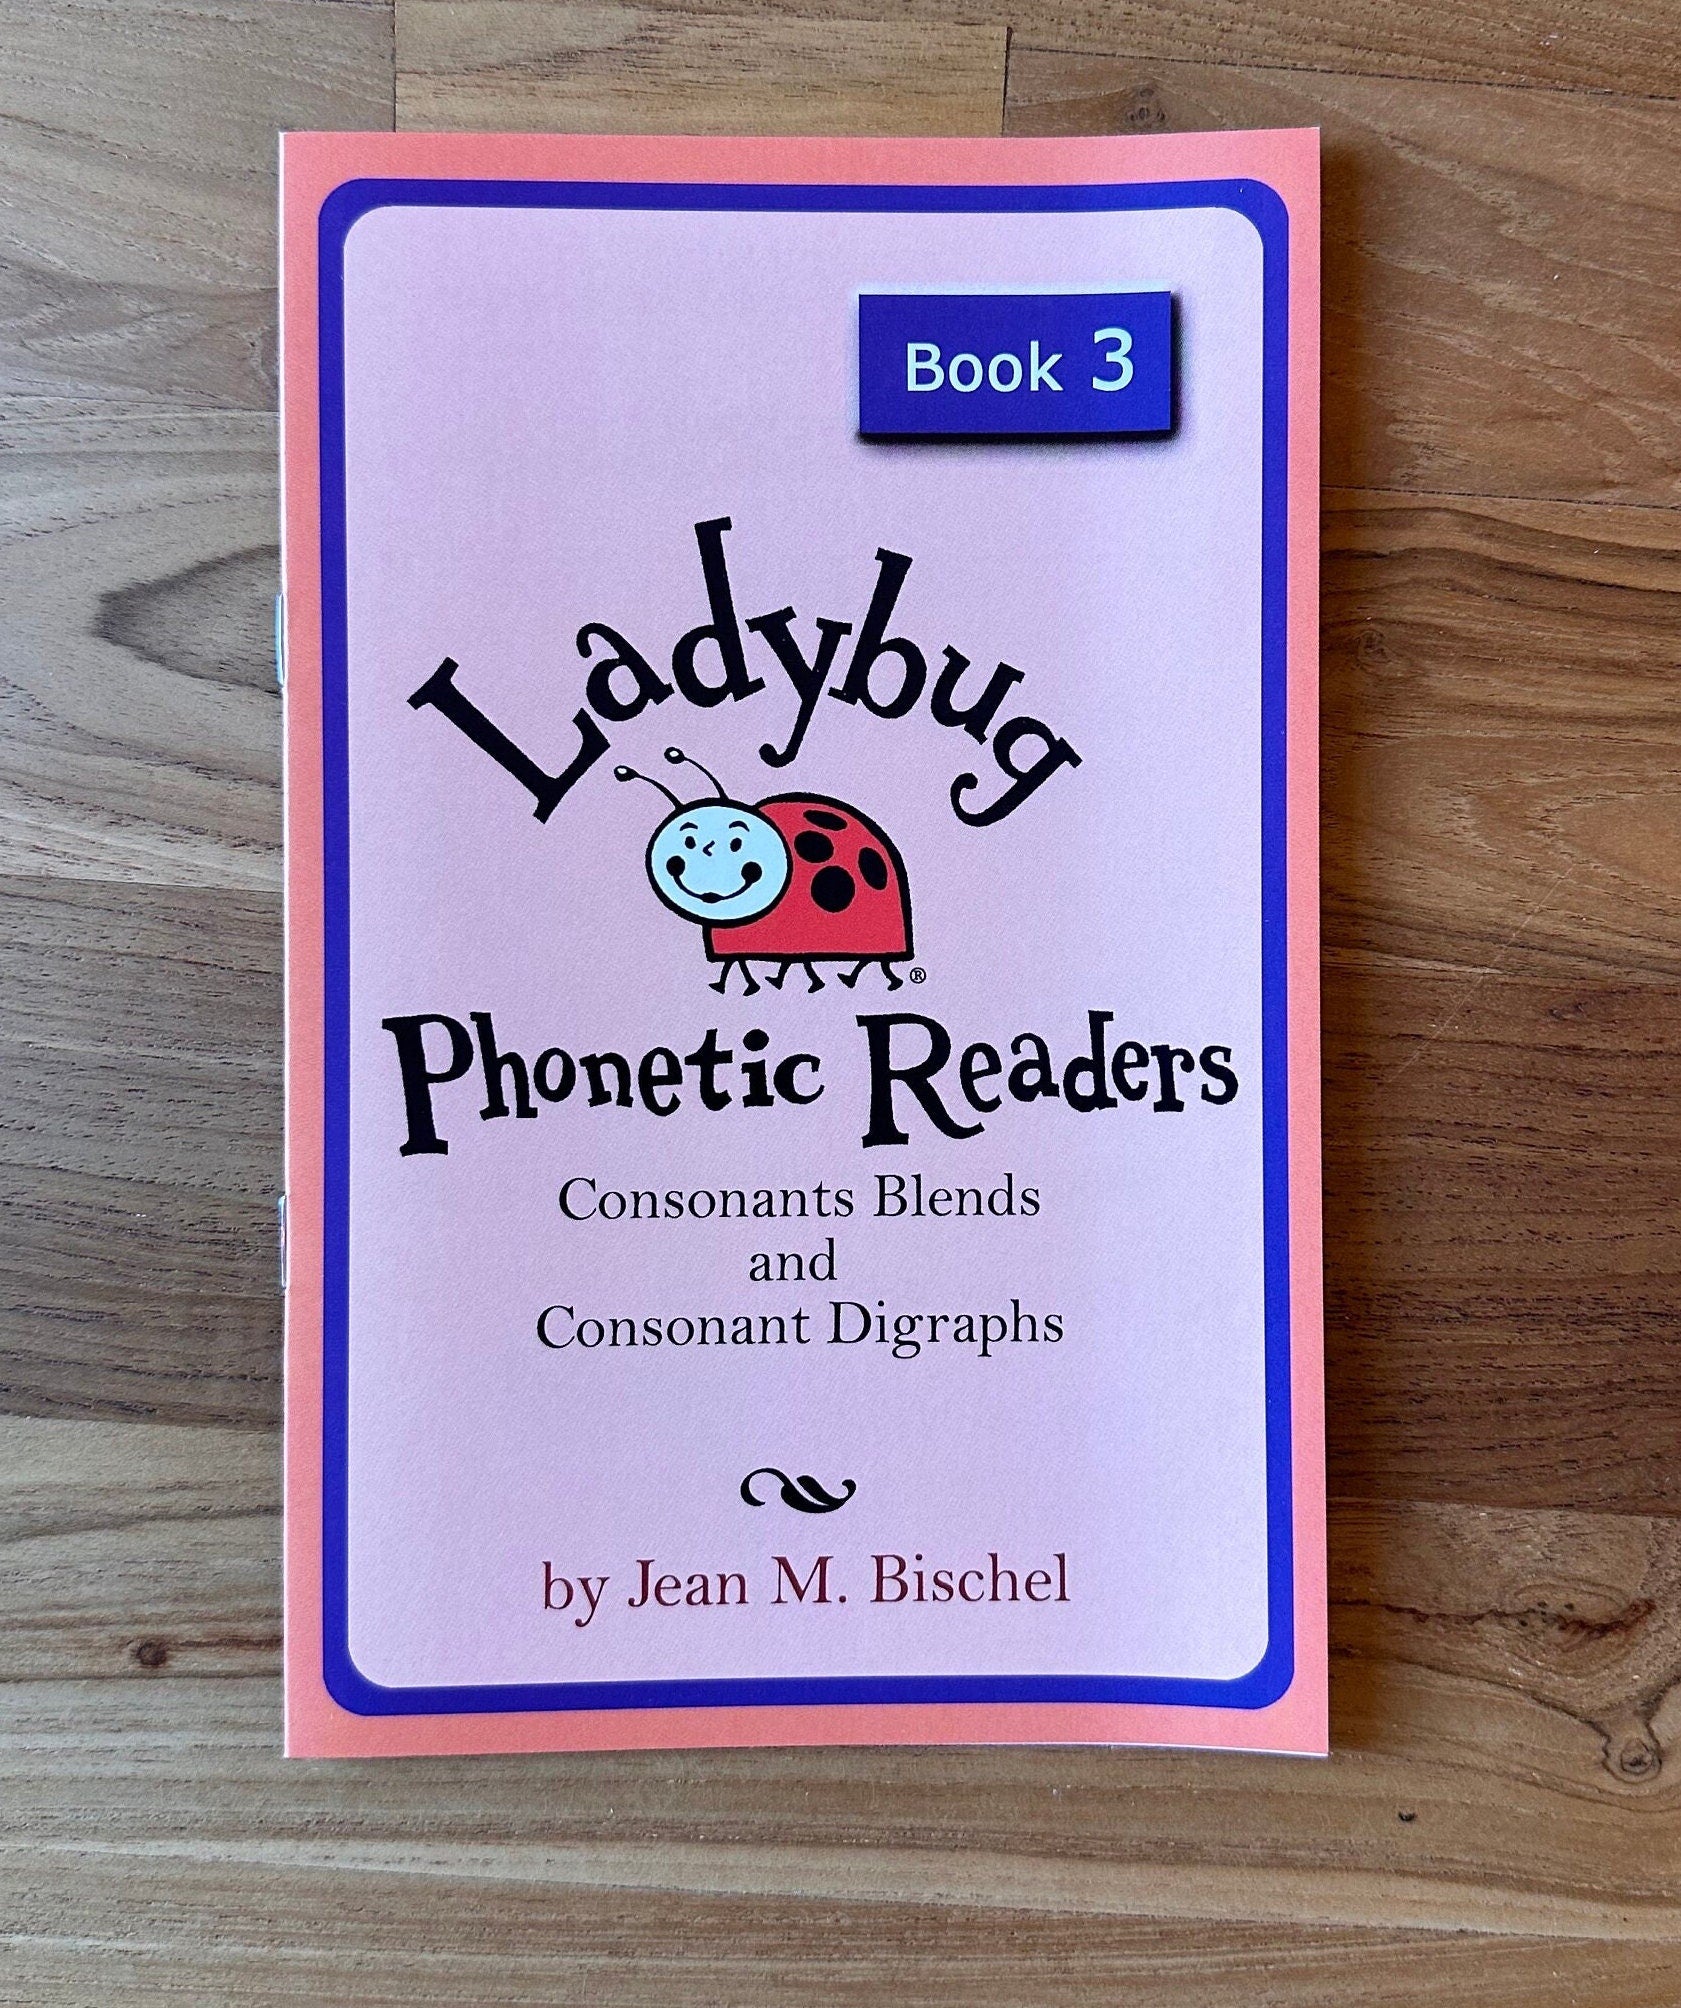 Book 3
Ladybug
®
Phonetic Readers
Consonants Blends
and
Consonant Digraphs
by Jean M. Bischel